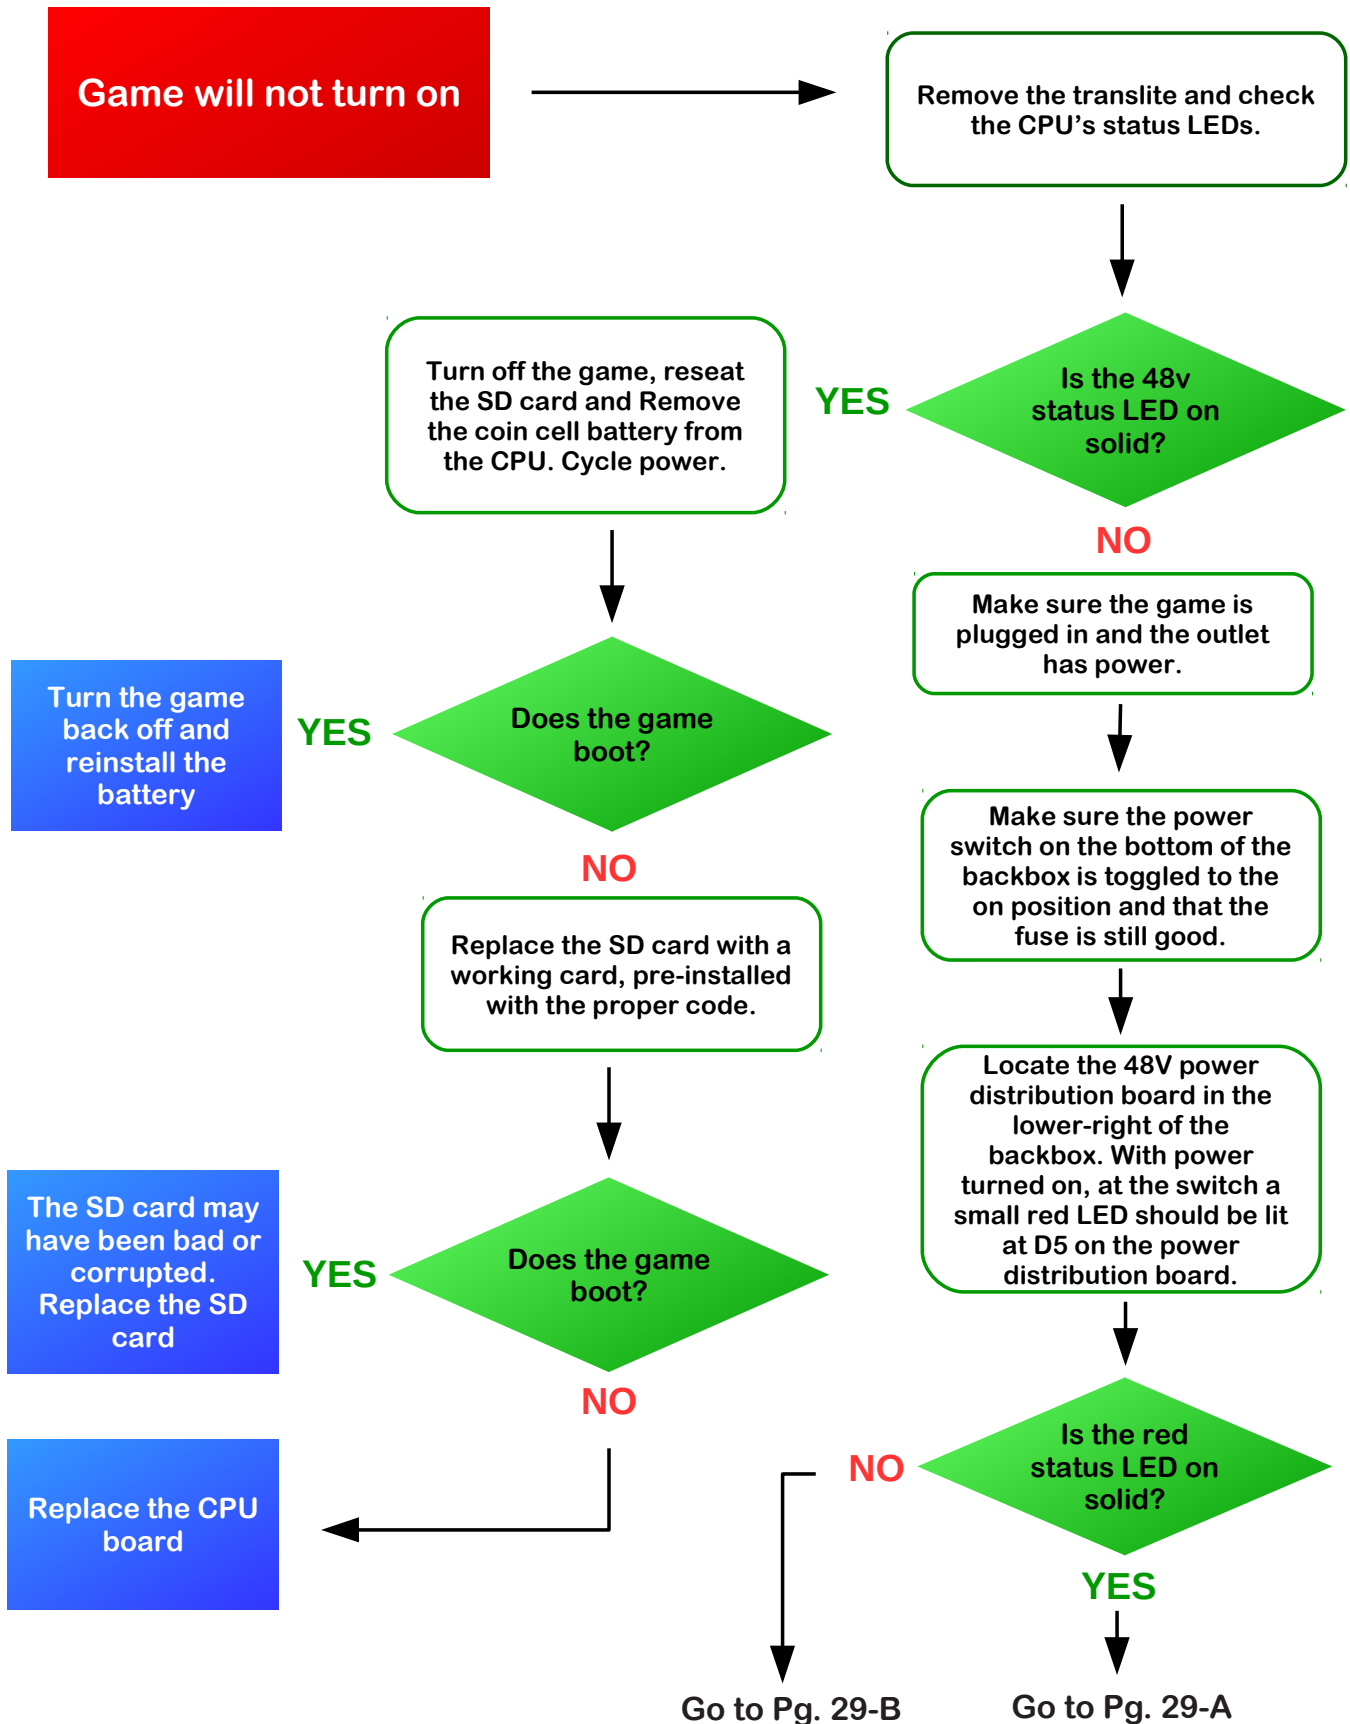 Game will not turn on
Remove the translite and check
the CPU's status LEDs.
Is the 48v
status LED on
solid?
YES
NO
Turn off the game, reseat
the SD card and Remove
the coin cell battery from
the CPU. Cycle power.
Does the game
boot?
YES
Turn the game
back off and
reinstall the
battery
NO
Replace the SD card with a
working card, pre-installed
with the proper code.
Does the game
boot?
YES
The SD card may
have been bad or
corrupted.
Replace the SD
card
NO
Replace the CPU
board
Make sure the game is
plugged in and the outlet
has power.
Make sure the power
switch on the bottom of the
backbox is toggled to the
on position and that the
fuse is still good.
Locate the 48V power
distribution board in the
lower-right of the
backbox. With power
turned on, at the switch a
small red LED should be lit
at D5 on the power
distribution board.
Is the red
status LED on
solid?
NO
YES
Go to Pg. 29-B
Go to Pg. 29-A